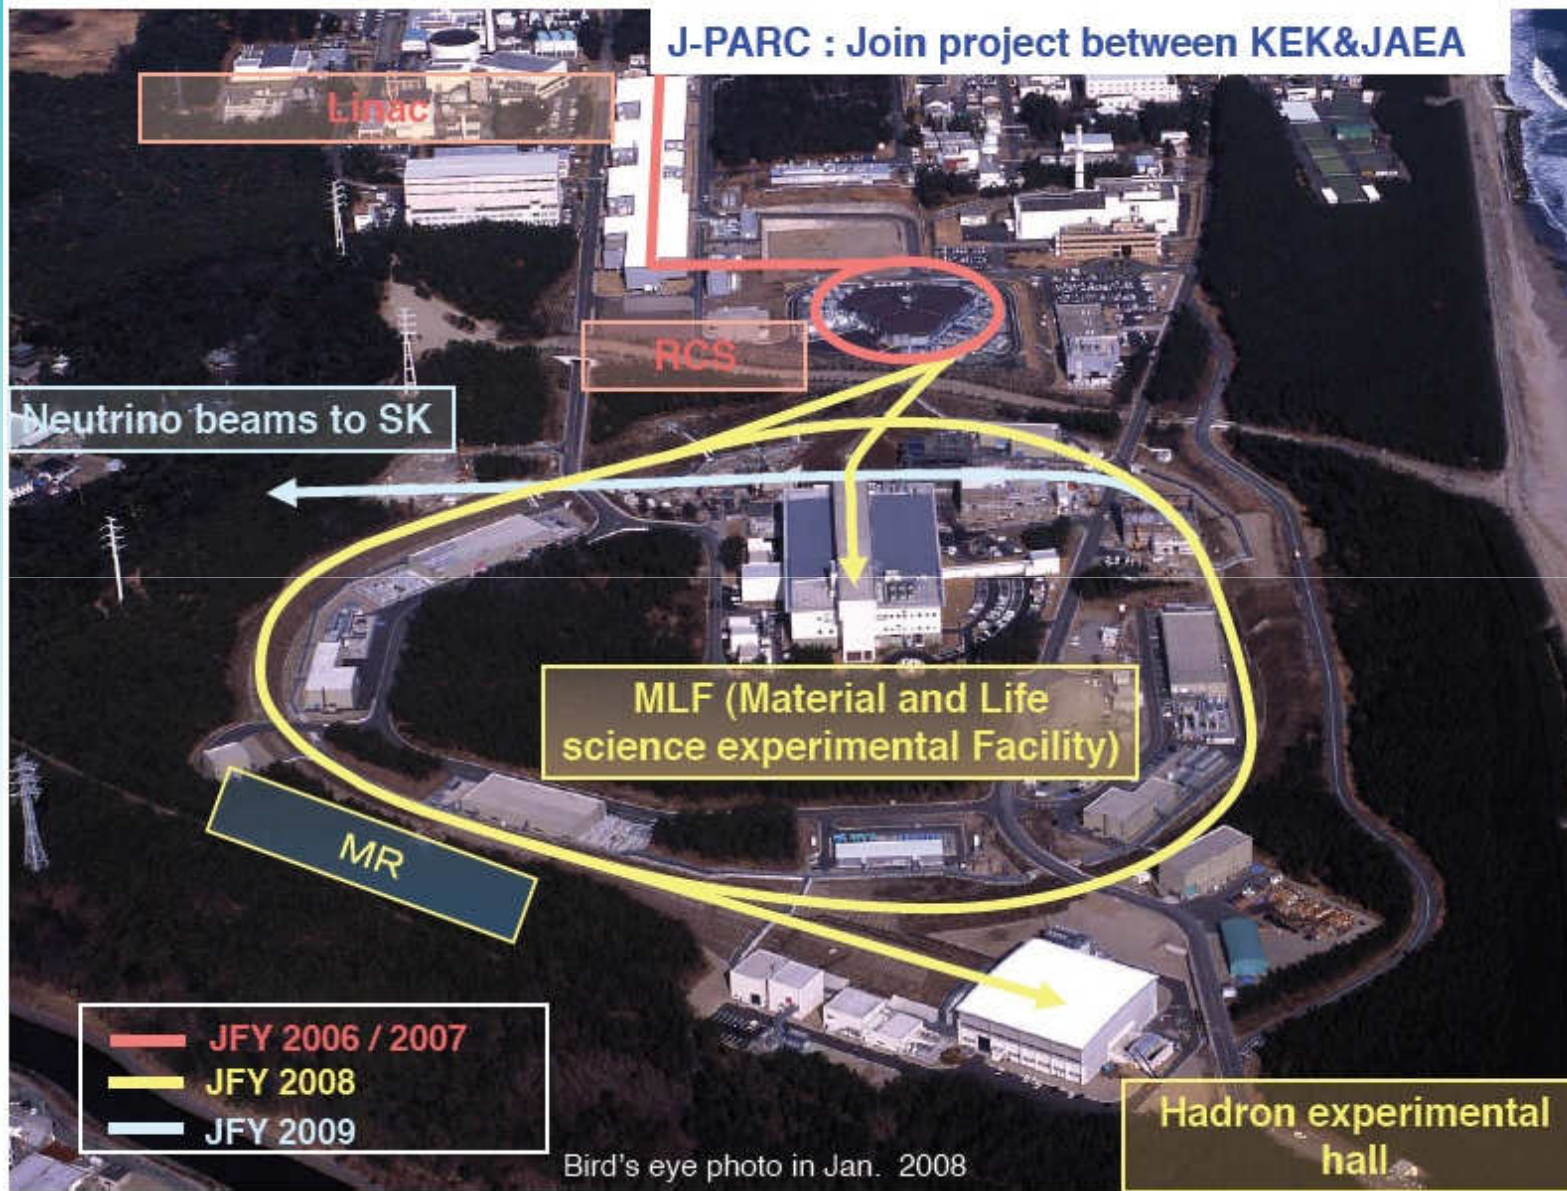 J-PARC : Join project between KEK&JAEA
Linac
RCS
Neutrino beams to SK
MLF (Material and Life
science experimental Facility)
MR
JFY 2006 / 2007
JFY 2008
JFY 2009
Bird's eye photo in Jan.  2008
Hadron experimental
hall